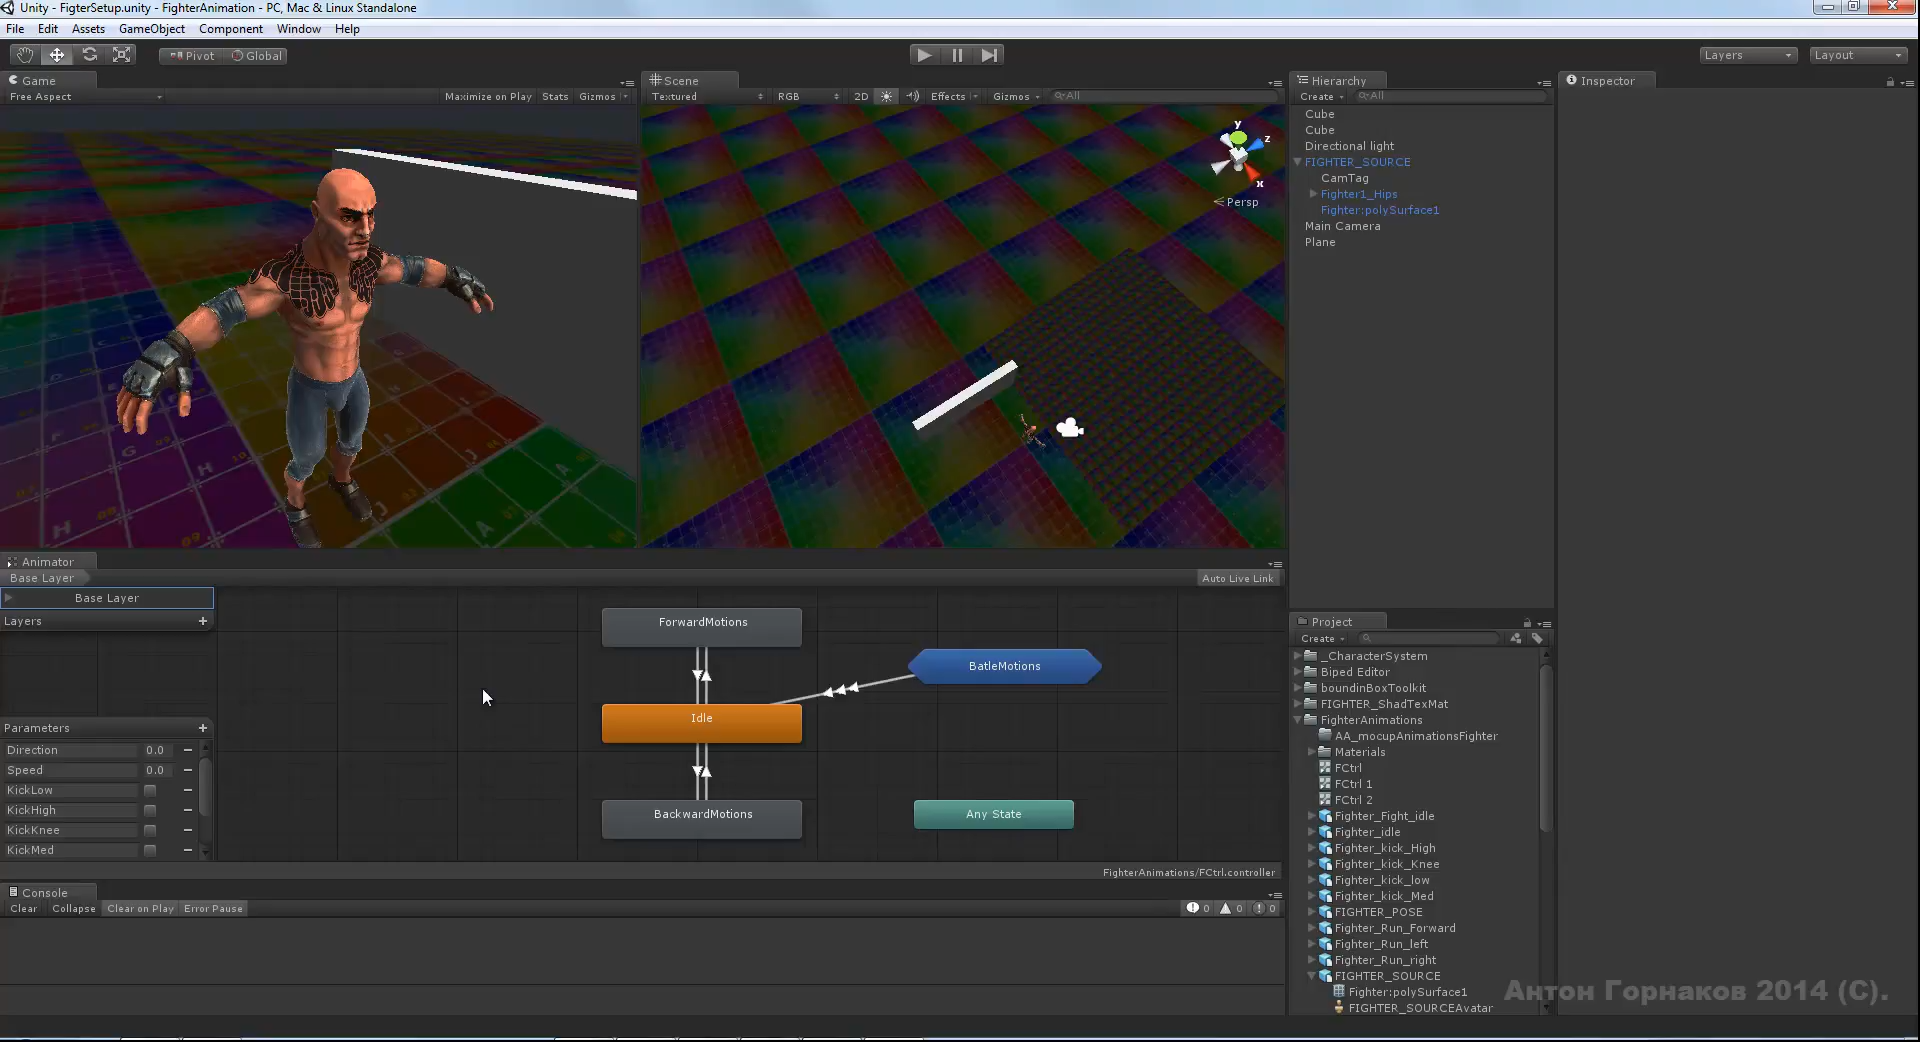 Unity - FigterSetup.unity - FighterAnimation - PC, Mac & Linux Standalone
File Edit Assets GameObject Component Window Help
Pivot Global Layers Layout
Game
Free Aspect Maximize on Play Stats Gizmos
Scene
Textured RGB 2D Effects Gizmos All
y
z
x
Persp
Hierarchy
Create All
Cube
Cube
Directional light
FIGHTER_SOURCE
CamTag
Fighter1_Hips
Fighter:polySurface1
Main Camera
Plane
Inspector
Animator
Base Layer Auto Live Link
Base Layer
Layers
Parameters
Direction 0.0
Speed 0.0
KickLow
KickHigh
KickKnee
KickMed
ForwardMotions
BatleMotions
Idle
BackwardMotions
Any State
FighterAnimations/FCtrl.controller
Console
Clear Collapse Clear on Play Error Pause 0 0 0
Project
Create
_CharacterSystem
Biped Editor
boundinBoxToolkit
FIGHTER_ShadTexMat
FighterAnimations
AA_mocupAnimationsFighter
Materials
FCtrl
FCtrl 1
FCtrl 2
Fighter_Fight_idle
Fighter_idle
Fighter_kick_High
Fighter_kick_Knee
Fighter_kick_low
Fighter_kick_Med
FIGHTER_POSE
Fighter_Run_Forward
Fighter_Run_left
Fighter_Run_right
FIGHTER_SOURCE
Fighter:polySurface1
FIGHTER_SOURCEAvatar
Антон Горнаков 2014 (C).